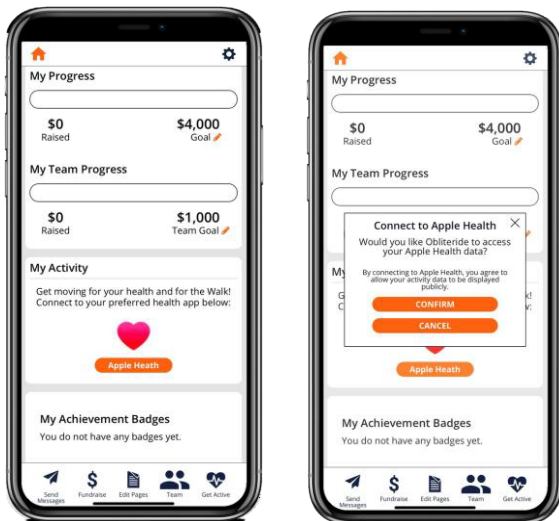 My Progress
$0 $4,000
Raised Goal
My Team Progress
$0 $1,000
Raised Team Goal
My Activity
Get moving for your health and for the Walk!
Connect to your preferred health app below:
Apple Heath
My Achievement Badges
You do not have any badges yet.
Send Messages Fundraise Edit Pages Team Get Active
My Progress
$0 $4,000
Raised Goal
My Team Progress
Connect to Apple Health
Would you like Obliteride to access
your Apple Health data?
By connecting to Apple Health, you agree to
allow your activity data to be displayed
publicly.
CONFIRM
CANCEL
My
G k!
C w:
Apple Heath
My Achievement Badges
You do not have any badges yet.
Send Messages Fundraise Edit Pages Team Get Active